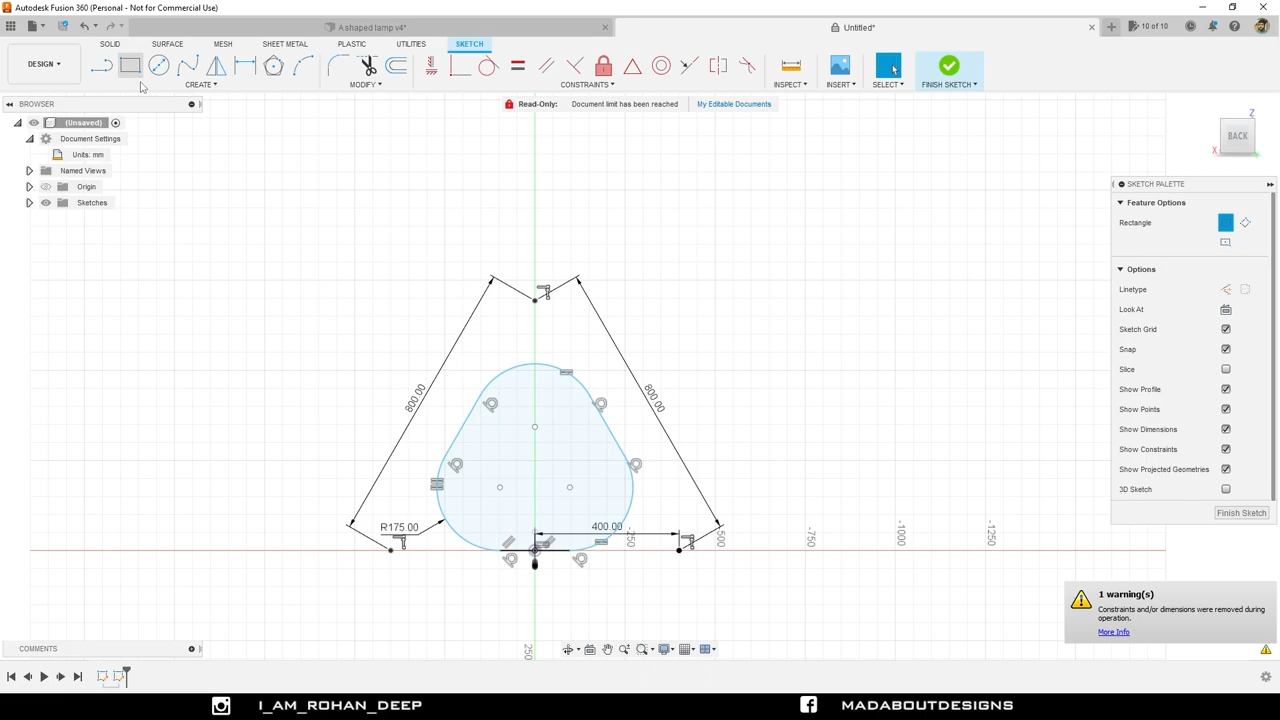 Autodesk Fusion 360 (Personal - Not for Commercial Use)
A shaped lamp v4*
Untitled*
10 of 10
DESIGN
SOLID
SURFACE
MESH
SHEET METAL
PLASTIC
UTILITIES
SKETCH
CREATE
MODIFY
CONSTRAINTS
INSPECT
INSERT
SELECT
FINISH SKETCH
BROWSER
Read-Only:
Document limit has been reached
My Editable Documents
(Unsaved)
Document Settings
Units: mm
Named Views
Origin
Sketches
Z
BACK
X
SKETCH PALETTE
Feature Options
Rectangle
Options
Linetype
Look At
Sketch Grid
Snap
Slice
Show Profile
Show Points
Show Dimensions
Show Constraints
Show Projected Geometries
3D Sketch
Finish Sketch
800.00
800.00
R175.00
400.00
-250
-500
-750
-1000
-1250
250
1 warning(s)
Constraints and/or dimensions were removed during
operation.
More Info
COMMENTS
I_AM_ROHAN_DEEP
MADABOUTDESIGNS